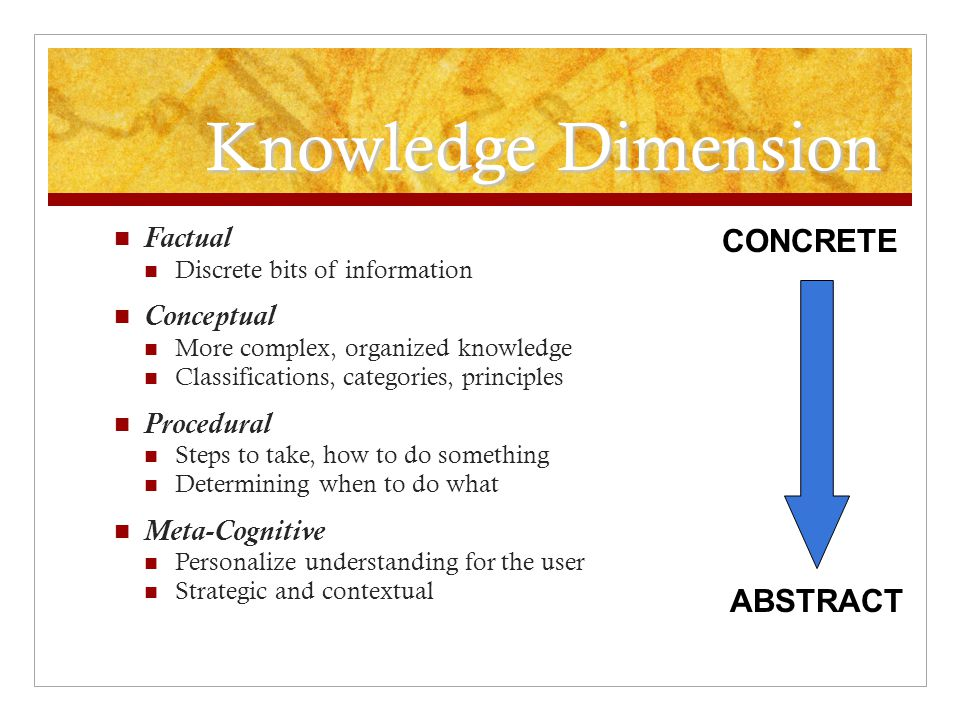 Knowledge Dimension
Factual
Discrete bits of information
Conceptual
More complex, organized knowledge
Classifications, categories, principles
Procedural
Steps to take, how to do something
Determining when to do what
Meta-Cognitive
Personalize understanding for the user
Strategic and contextual
CONCRETE
ABSTRACT